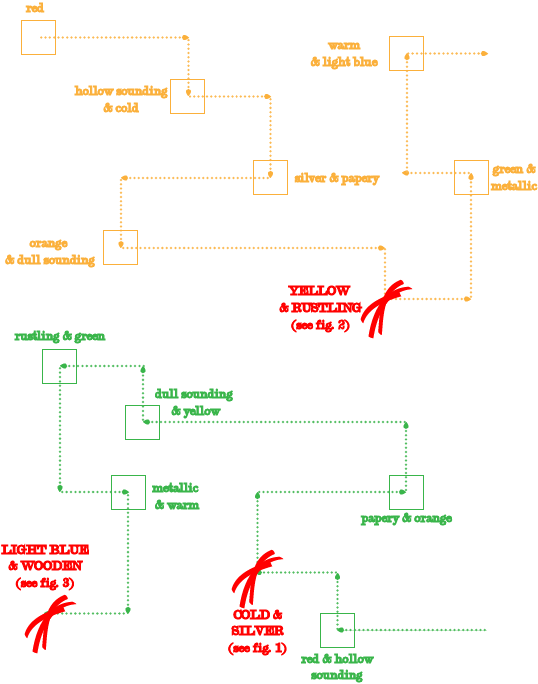 red
warm
& light blue
hollow sounding
& cold
silver & papery
green &
metallic
orange
& dull sounding
YELLOW
& RUSTLING
(see fig. 2)
rustling & green
dull sounding
& yellow
metallic
& warm
papery & orange
LIGHT BLUE
& WOODEN
(see fig. 3)
COLD &
SILVER
(see fig. 1)
red & hollow
sounding